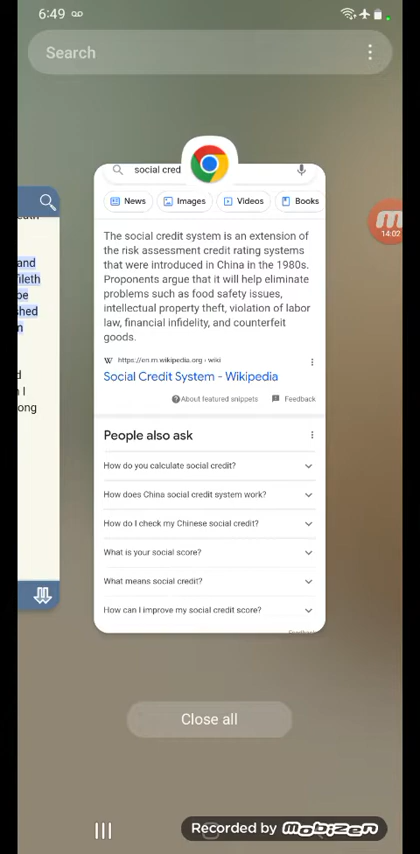 6:49
Search
14:02
social cred
News Images Videos Books
The social credit system is an extension of
the risk assessment credit rating systems
that were introduced in China in the 1980s.
Proponents argue that it will help eliminate
problems such as food safety issues,
intellectual property theft, violation of labor
law, financial infidelity, and counterfeit
goods.
W https://en.m.wikipedia.org › wiki
Social Credit System - Wikipedia
About featured snippets Feedback
People also ask
How do you calculate social credit?
How does China social credit system work?
How do I check my Chinese social credit?
What is your social score?
What means social credit?
How can I improve my social credit score?
and
ileth
be
shed
I
ong
Close all
Recorded by mobizen